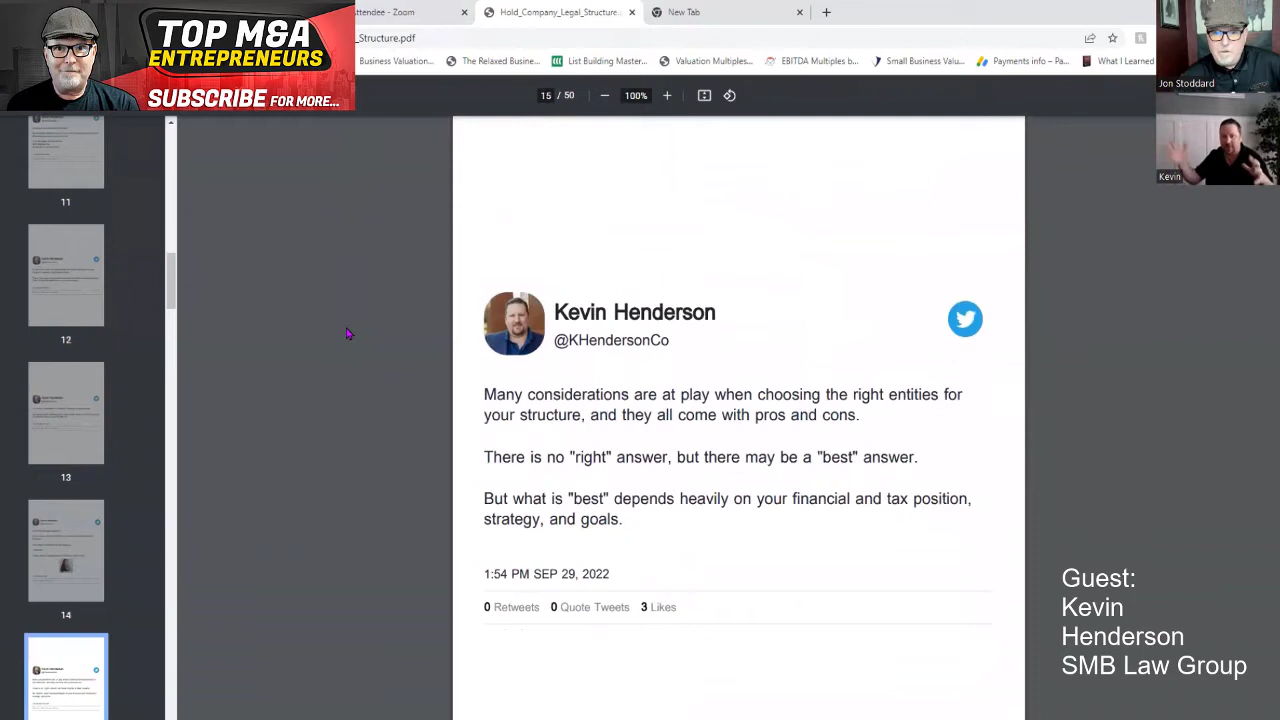 TOP M&A
ENTREPRENEURS
SUBSCRIBE FOR MORE...
ttendee - Zoom
Hold_Company_Legal_Structure
New Tab
_Structure.pdf
Business Valuation...
The Relaxed Busine...
List Building Master...
Valuation Multiples...
EBITDA Multiples b...
Small Business Valu...
Payments info – Pa...
What I Learned
15 / 50
100%
Jon Stoddard
Kevin
11
12
13
14
Kevin Henderson
@KHendersonCo
Many considerations are at play when choosing the right entities for
your structure, and they all come with pros and cons.
There is no "right" answer, but there may be a "best" answer.
But what is "best" depends heavily on your financial and tax position,
strategy, and goals.
1:54 PM SEP 29, 2022
0 Retweets 0 Quote Tweets 3 Likes
Guest:
Kevin
Henderson
SMB Law Group